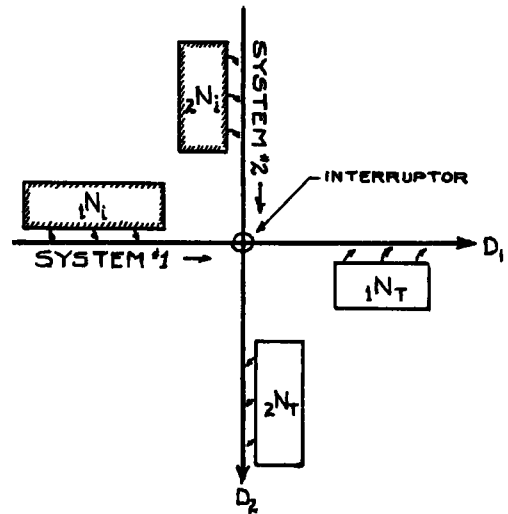 ₂Nᵢ
SYSTEM #2 →
INTERRUPTOR
₁Nᵢ
SYSTEM #1 →
D₁
₁N_T
₂N_T
D₂